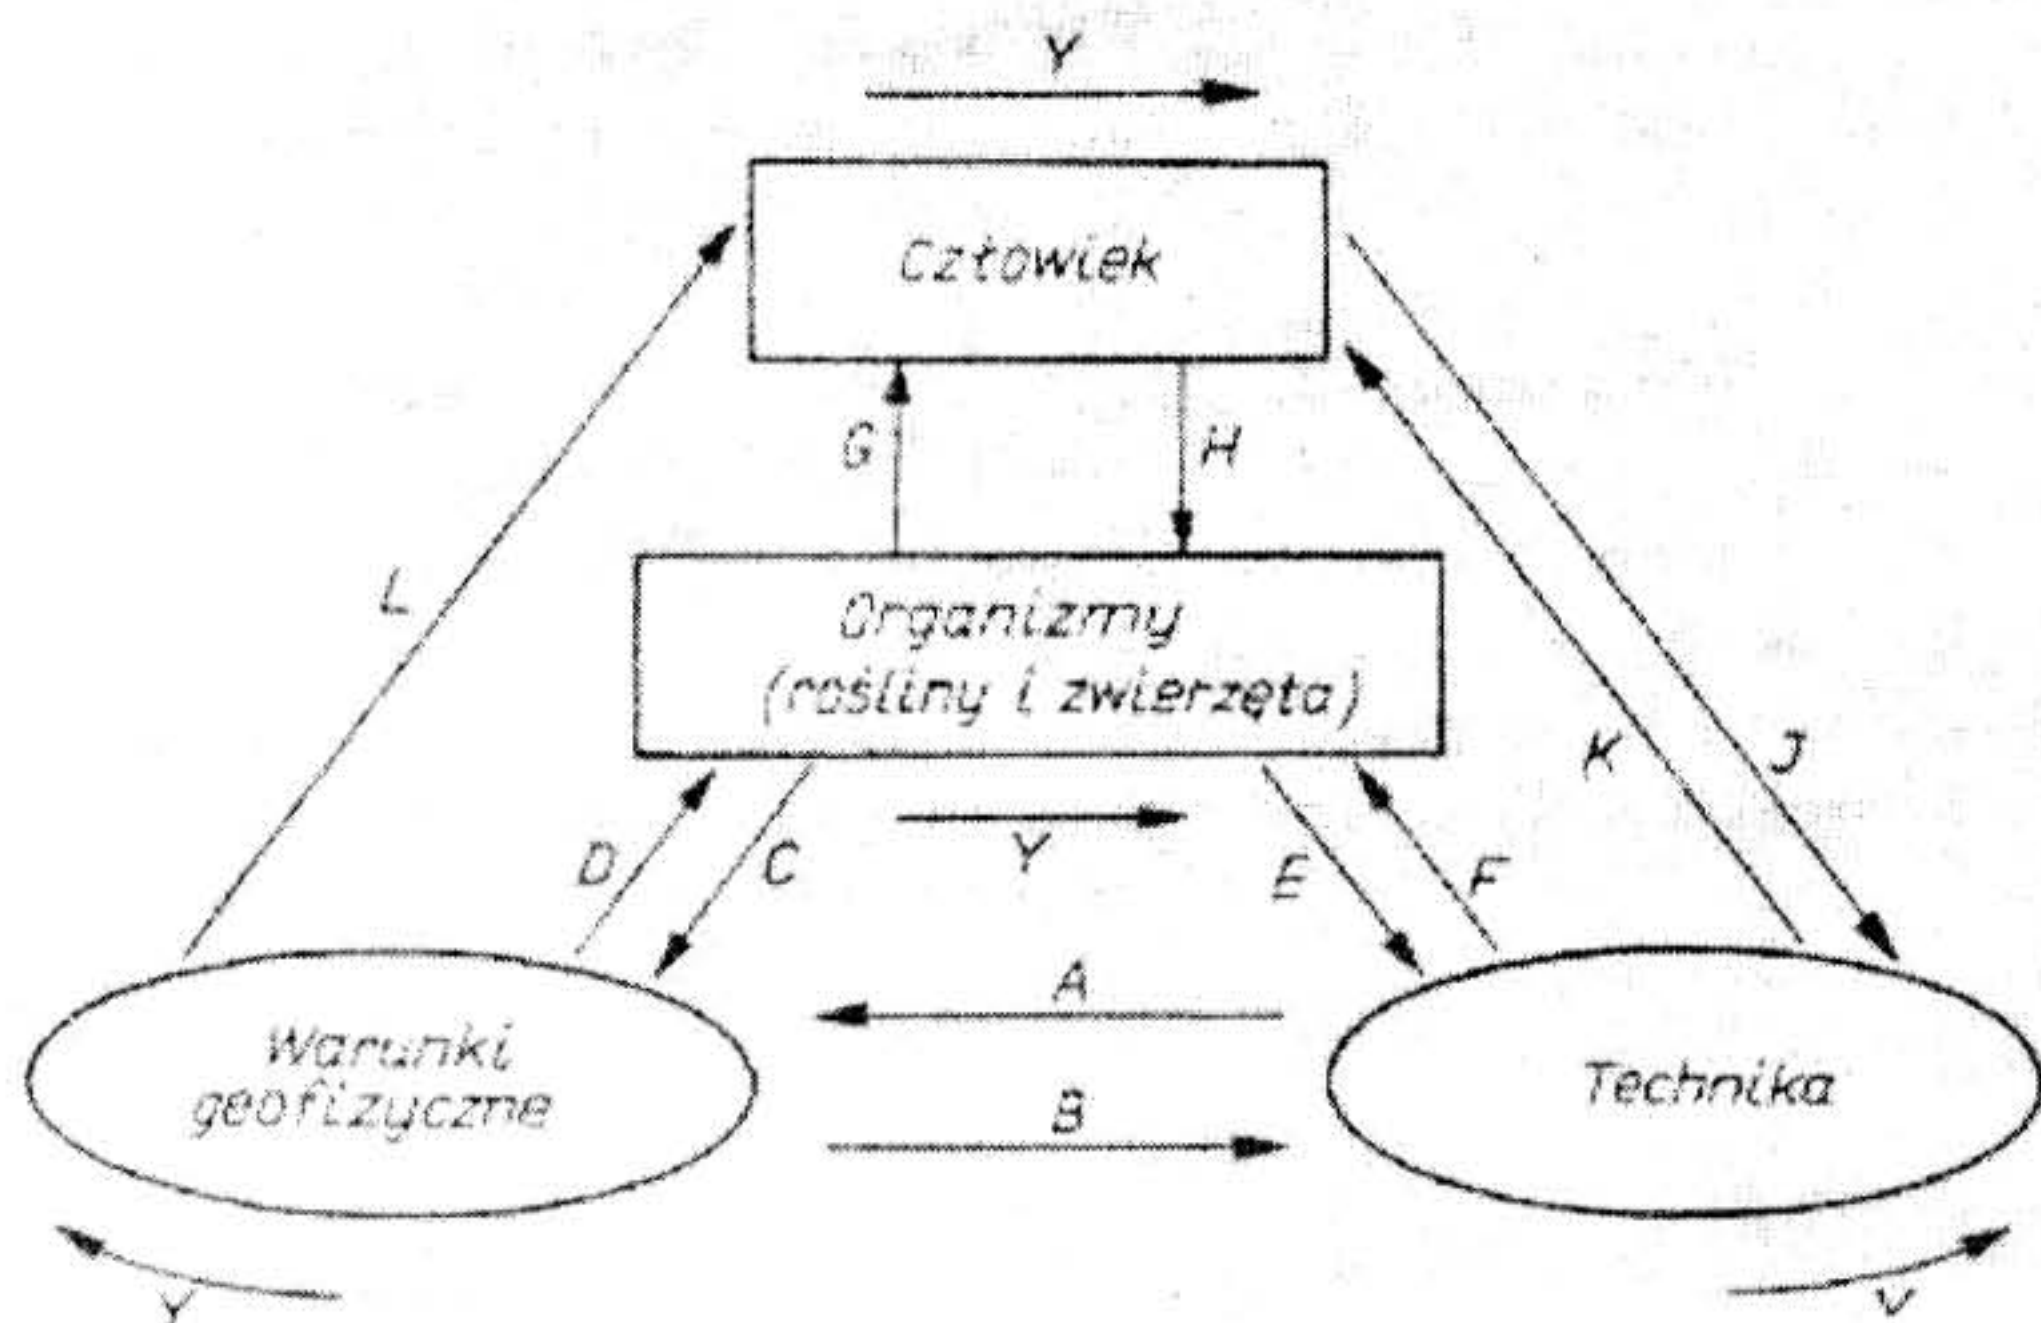 Y
Człowiek
G
H
L
Organizmy
(rośliny i zwierzęta)
K
J
D
C
Y
E
F
A
Warunki
geofizyczne
Technika
B
Y
Y